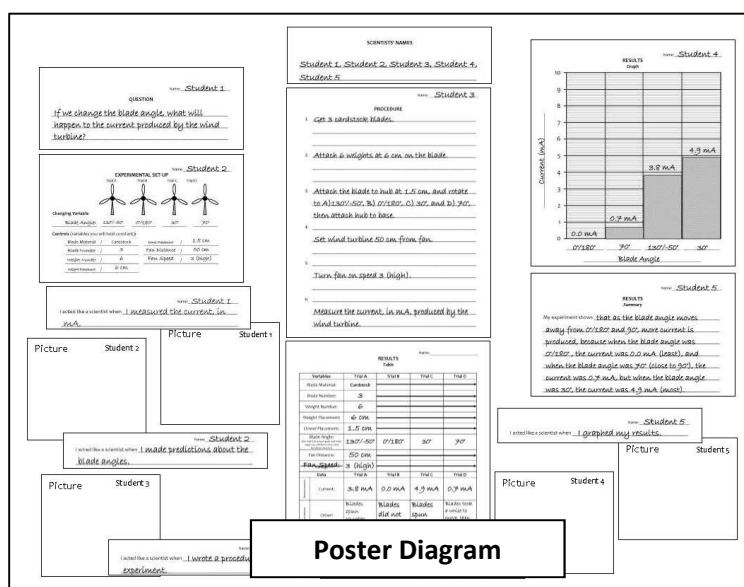 SCIENTISTS' NAMES
Student 1, Student 2, Student 3, Student 4,
Student 5
Name: Student 1
QUESTION
If we change the blade angle, what will
happen to the current produced by the wind
turbine?
Name: Student 2
EXPERIMENTAL SET-UP
Trial A Trial B Trial C Trial D
Changing Variable
Blade Angle: 130°/-50° 0°/180° 30° 70°
Controls (variables you will hold constant):
Blade Material / Cardstock
Blade Number / 3
Weight Number / 6
Weight Placement / 6 cm
Dowel Placement / 1.5 cm
Fan Distance / 50 cm
Fan Speed / 3 (high)
Name: Student 1
I acted like a scientist when I measured the current, in
mA.
Picture Student 2
Picture Student 1
Name: Student 2
I acted like a scientist when I made predictions about the
blade angles.
Picture Student 3
I acted like a scientist when I wrote a
experiment.
Name: Student 3
PROCEDURE
1. Get 3 cardstock blades.
2. Attach 6 weights at 6 cm on the blade.
3. Attach the blade to hub at 1.5 cm, and rotate
to A)130°/-50°, B) 0°/180°, C) 30°, and D) 70°,
then attach hub to base.
4. Set wind turbine 50 cm from fan.
5. Turn fan on speed 3 (high).
6. Measure the current, in mA, produced by the
wind turbine.
Name:
RESULTS
Table
Variables Trial A Trial B Trial C Trial D
Blade Material: Cardstock
Blade Number: 3
Weight Number: 6
Weight Placement: 6 cm
Dowel Placement: 1.5 cm
Blade Angle: 130°/-50° 0°/180° 30° 70°
Fan Distance: 50 cm
Fan Speed: 3 (high)
Data Trial A Trial B Trial C Trial D
Current: 3.8 mA 0.0 mA 4.9 mA 0.7 mA
Other: Blades spun
Blades did not
Blades spun
Blades took
Name: Student 4
RESULTS
Graph
Current (mA)
10
9
8
7
6
5
4
3
2
1
0
0.0 mA 0.7 mA 3.8 mA 4.9 mA
0°/180° 70° 130°/-50° 30°
Blade Angle
Name: Student 5
RESULTS
Summary
My experiment shows that as the blade angle moves
away from 0°/180° and 90°, more current is
produced, because when the blade angle was
0°/180°, the current was 0.0 mA (least), and
when the blade angle was 70° (close to 90°), the
current was 0.7 mA, but when the blade angle
was 30°, the current was 4.9 mA (most).
Name: Student 5
I acted like a scientist when I graphed my results.
Picture Student 5
Picture Student 4
Poster Diagram